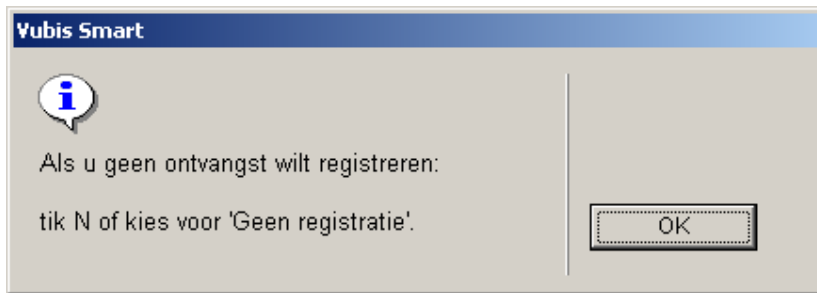 Vubis Smart
Als u geen ontvangst wilt registreren:
tik N of kies voor 'Geen registratie'.
OK